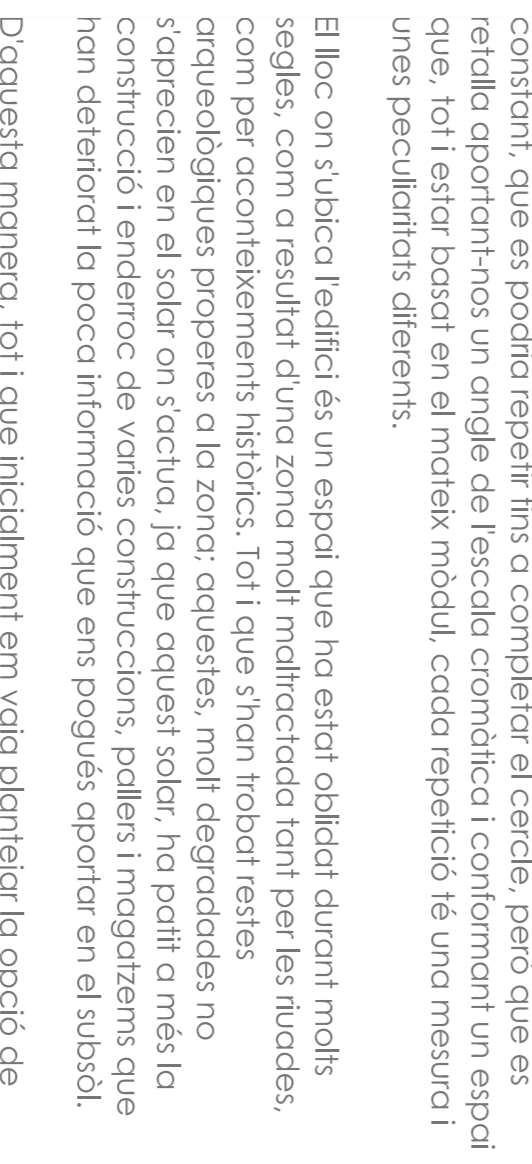 constant, que es podria repetir fins a completar el cercle, però que es
retalla aportant-nos un angle de l'escala cromàtica i conformant un espai
que, tot i estar basat en el mateix mòdul, cada repetició té una mesura i
unes peculiaritats diferents.
El lloc on s'ubica l'edifici és un espai que ha estat oblidat durant molts
segles, com a resultat d'una zona molt maltractada tant per les riuades,
com per aconteixements històrics. Tot i que s'han trobat restes
arqueològiques properes a la zona; aquestes, molt degradades no
s'aprecien en el solar on s'actua, ja que aquest solar, ha patit a més la
construcció i enderroc de varies construccions, pallers i magatzems que
han deteriorat la poca informació que ens pogués aportar en el subsòl.
D'aquesta manera, tot i que inicialment em vaig plantejar la opció de